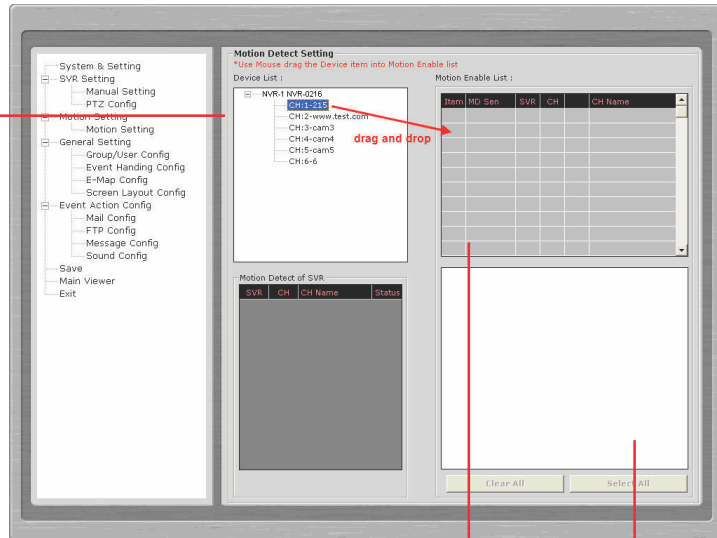 System & Setting
SVR Setting
Manual Setting
PTZ Config
Motion Setting
Motion Setting
General Setting
Group/User Config
Event Handing Config
E-Map Config
Screen Layout Config
Event Action Config
Mail Config
FTP Config
Message Config
Sound Config
Save
Main Viewer
Exit
Motion Detect Setting
*Use Mouse drag the Device item into Motion Enable list
Device List :
NVR-1 NVR-0216
CH:1-215
CH:2-www.test.com
CH:3-cam3
CH:4-cam4
CH:5-cam5
CH:6-6
drag and drop
Motion Enable List :
Item MD Sen SVR CH CH Name
Motion Detect of SVR
SVR CH CH Name Status
Clear All Select All